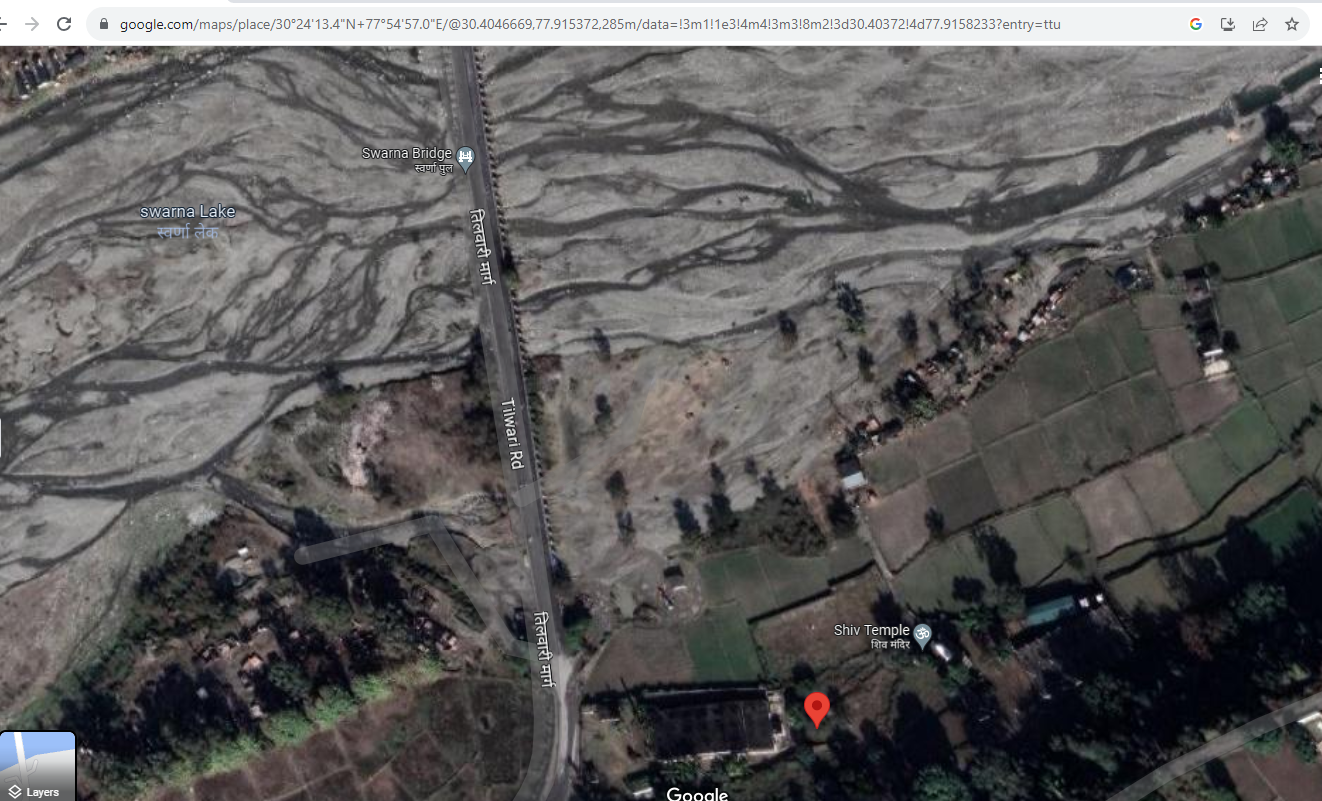 google.com/maps/place/30°24'13.4"N+77°54'57.0"E/@30.4046669,77.915372,285m/data=!3m1!1e3!4m4!3m3!8m2!3d30.40372!4d77.9158233?entry=ttu
Swarna Bridge
स्वर्णा पुल
swarna Lake
स्वर्णा लेक
तिलवारी मार्ग
Tilwari Rd
तिलवारी मार्ग
Shiv Temple
शिव मंदिर
Layers
Google